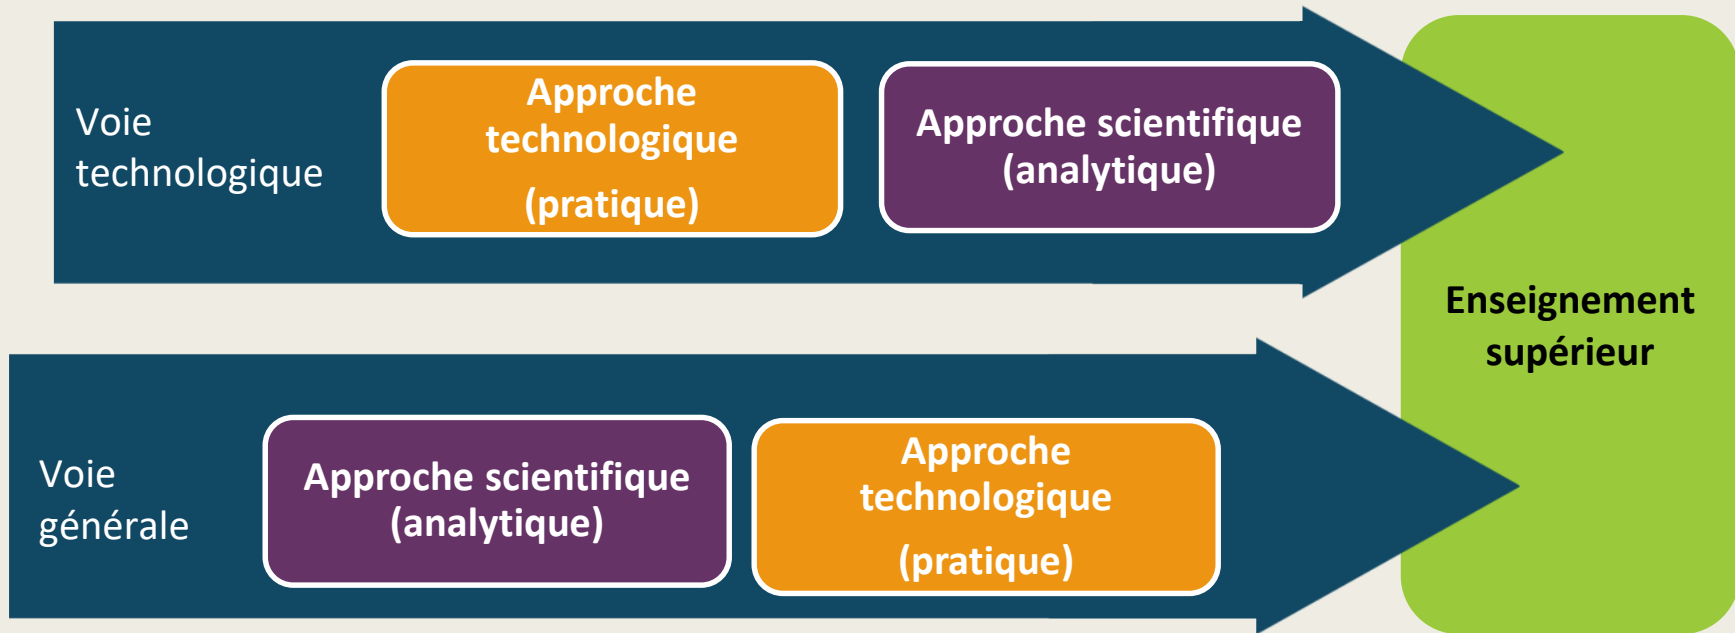 Voie
technologique
Approche
technologique
(pratique)
Approche scientifique
(analytique)
Voie
générale
Approche scientifique
(analytique)
Approche
technologique
(pratique)
Enseignement
supérieur